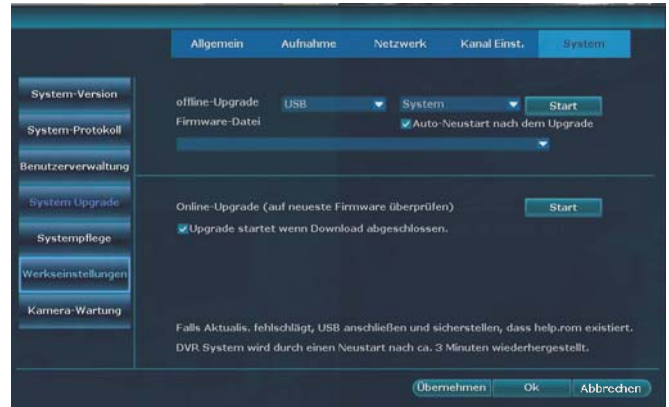 Allgemein Aufnahme Netzwerk Kanal Einst. System
System-Version
System-Protokoll
Benutzerverwaltung
System Upgrade
Systempflege
Werkseinstellungen
Kamera-Wartung
offline-Upgrade USB System Start
Firmware-Datei Auto-Neustart nach dem Upgrade
Online-Upgrade (auf neueste Firmware überprüfen) Start
Upgrade startet wenn Download abgeschlossen.
Falls Aktualis. fehlschlägt, USB anschließen und sicherstellen, dass help.rom existiert.
DVR System wird durch einen Neustart nach ca. 3 Minuten wiederhergestellt.
Übernehmen Ok Abbrechen